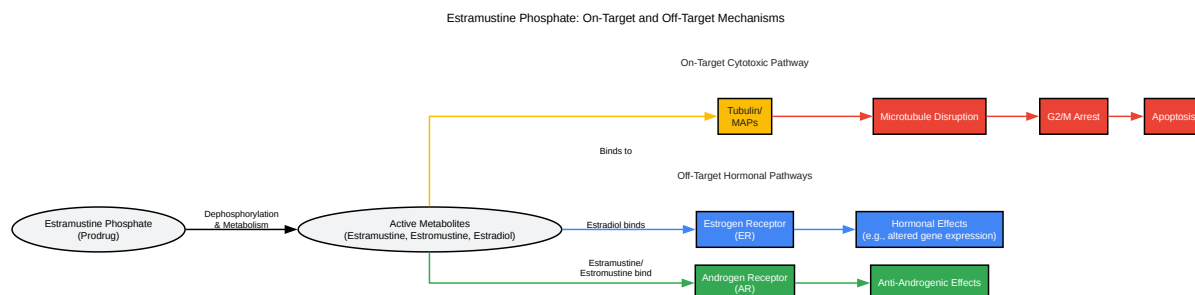 Estramustine Phosphate: On-Target and Off-Target Mechanisms
On-Target Cytotoxic Pathway
Tubulin/
MAPs
Microtubule Disruption
G2/M Arrest
Apoptosis
Binds to
Off-Target Hormonal Pathways
Estramustine Phosphate
(Prodrug)
Dephosphorylation
& Metabolism
Active Metabolites
(Estramustine, Estromustine, Estradiol)
Estradiol binds
Estrogen Receptor
(ER)
Hormonal Effects
(e.g., altered gene expression)
Estramustine/
Estromustine bind
Androgen Receptor
(AR)
Anti-Androgenic Effects